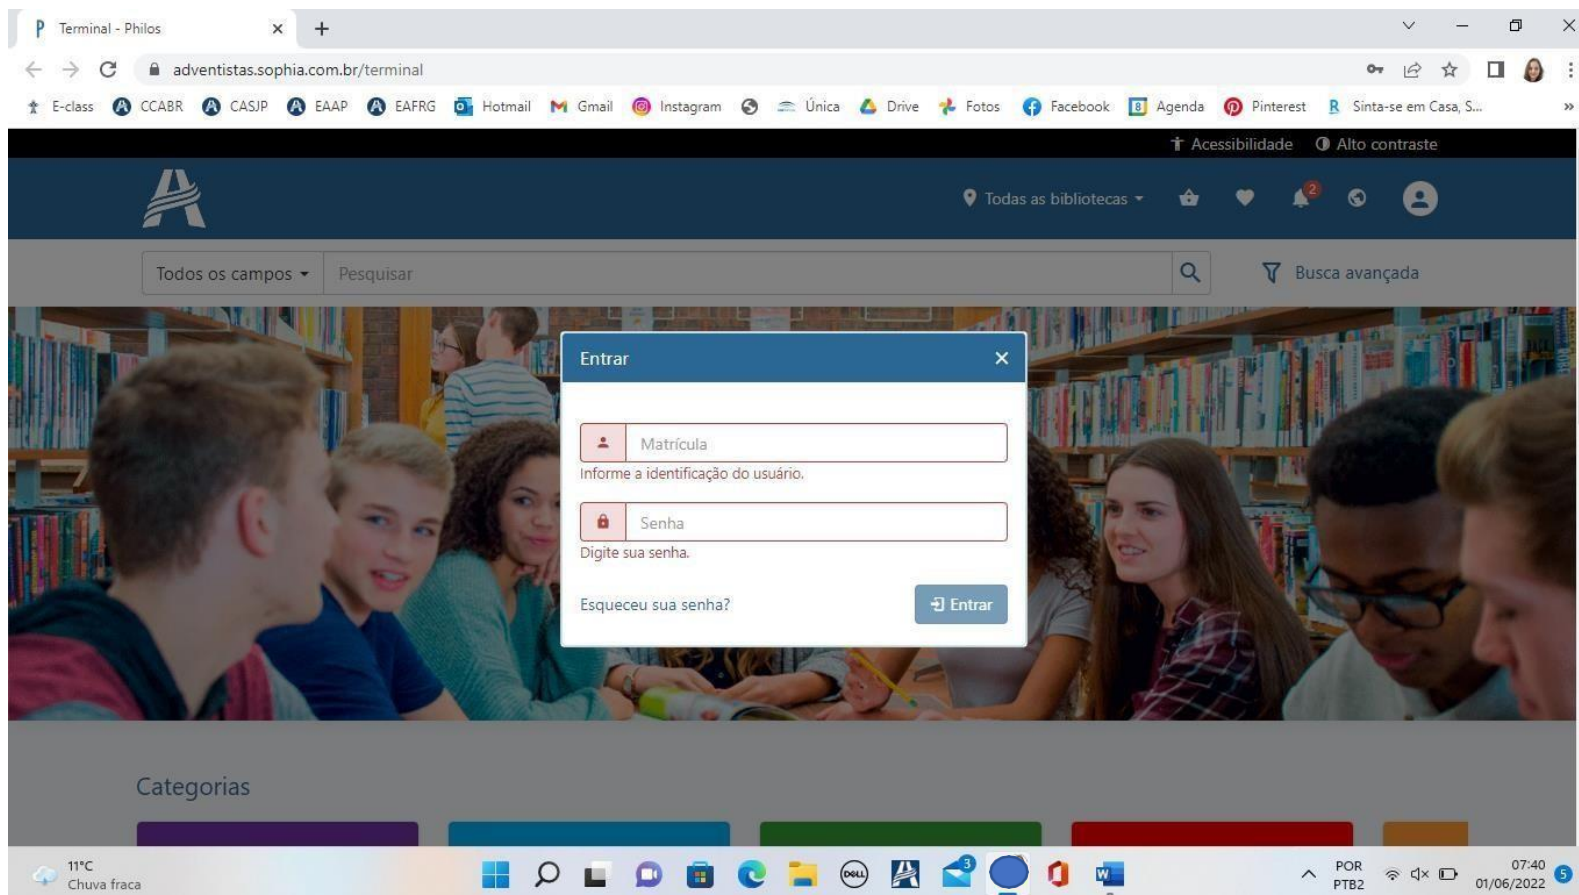 Terminal - Philos
adventistas.sophia.com.br/terminal
E-class CCABR CASJP EAAP EAFRG Hotmail Gmail Instagram Única Drive Fotos Facebook Agenda Pinterest Sinta-se em Casa, S... »
Acessibilidade Alto contraste
Todas as bibliotecas 2
Todos os campos Pesquisar Busca avançada
Entrar
Matrícula
Informe a identificação do usuário.
Senha
Digite sua senha.
Esqueceu sua senha? Entrar
Categorias
11°C
Chuva fraca
DELL
3
POR
PTB2
07:40
01/06/2022
5